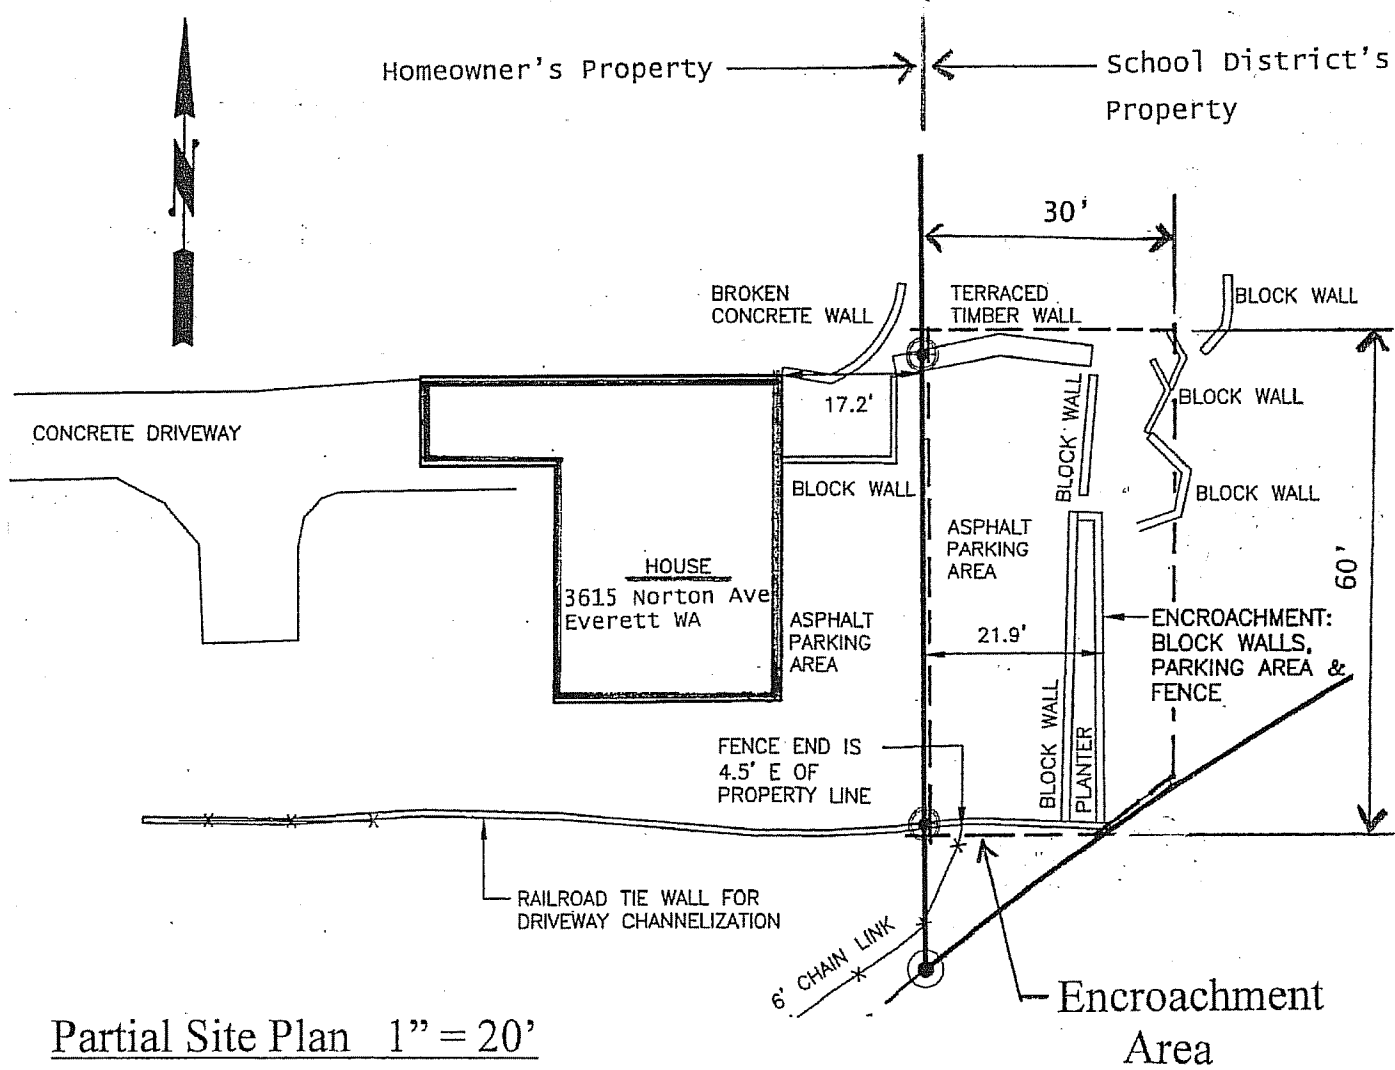 N
Homeowner's Property
School District's
Property
30'
BROKEN
CONCRETE WALL
TERRACED
TIMBER WALL
BLOCK WALL
17.2'
BLOCK WALL
BLOCK WALL
CONCRETE DRIVEWAY
BLOCK WALL
BLOCK WALL
ASPHALT
PARKING
AREA
60'
HOUSE
3615 Norton Ave
Everett WA
ASPHALT
PARKING
AREA
21.9'
ENCROACHMENT:
BLOCK WALLS,
PARKING AREA &
FENCE
BLOCK WALL
PLANTER
FENCE END IS
4.5' E OF
PROPERTY LINE
RAILROAD TIE WALL FOR
DRIVEWAY CHANNELIZATION
6' CHAIN LINK
Encroachment
Area
Partial Site Plan 1” = 20’